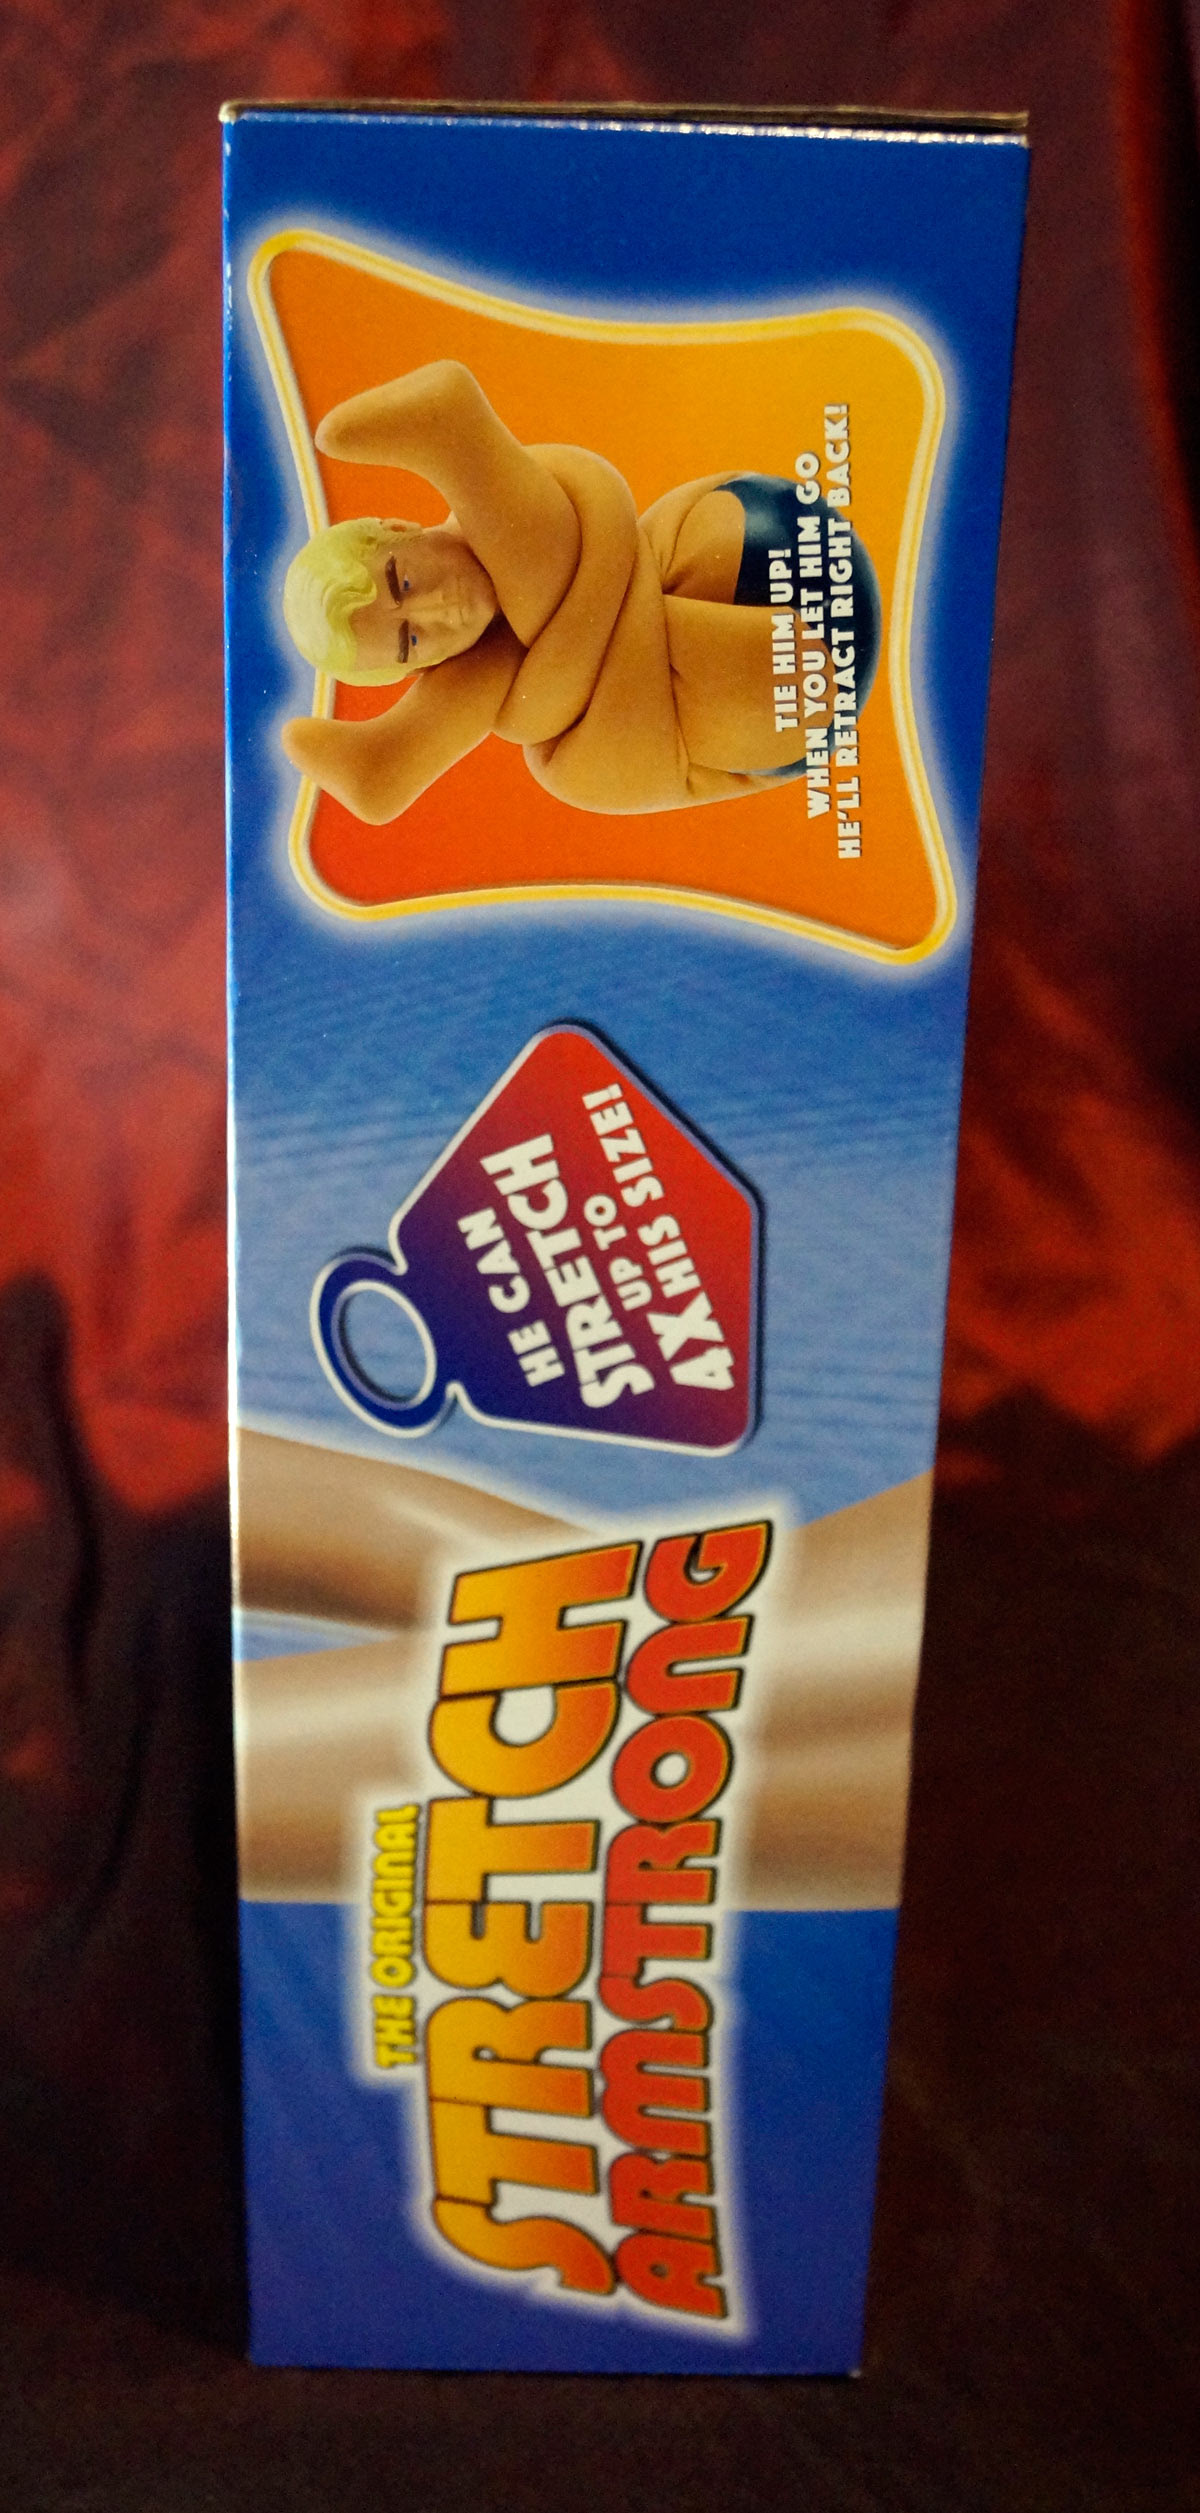 THE ORIGINAL
STRETCH
ARMSTRONG
HE CAN
STRETCH
UP TO
4X HIS SIZE!
TIE HIM UP!
WHEN YOU LET HIM GO
HE'LL RETRACT RIGHT BACK!